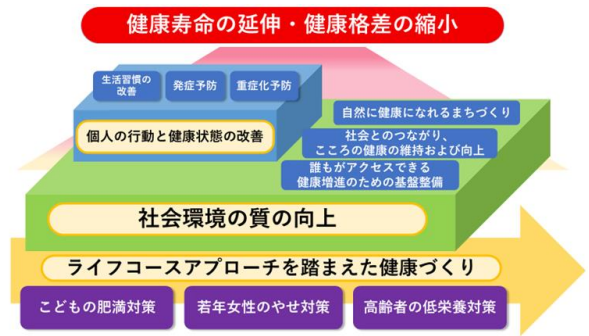 健康寿命の延伸・健康格差の縮小
生活習慣の
改善
発症予防
重症化予防
個人の行動と健康状態の改善
自然に健康になれるまちづくり
社会とのつながり、
こころの健康の維持および向上
誰もがアクセスできる
健康増進のための基盤整備
社会環境の質の向上
ライフコースアプローチを踏まえた健康づくり
こどもの肥満対策
若年女性のやせ対策
高齢者の低栄養対策